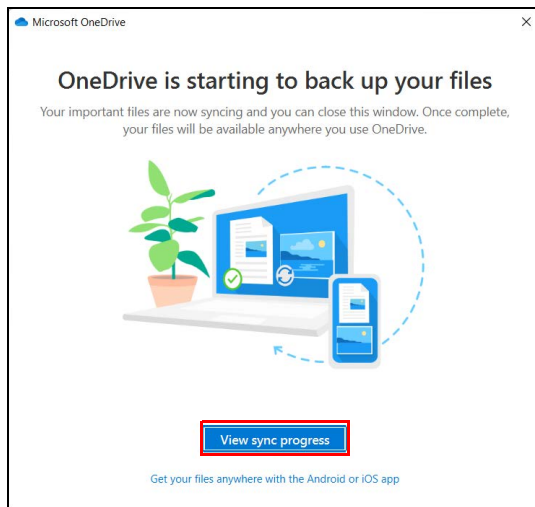 Microsoft OneDrive
OneDrive is starting to back up your files
Your important files are now syncing and you can close this window. Once complete,
your files will be available anywhere you use OneDrive.
View sync progress
Get your files anywhere with the Android or iOS app